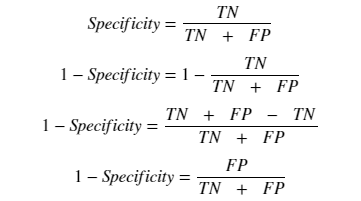 Specificity = TN / TN + FP
1 − Specificity = 1 − TN / TN + FP
1 − Specificity = TN + FP − TN / TN + FP
1 − Specificity = FP / TN + FP